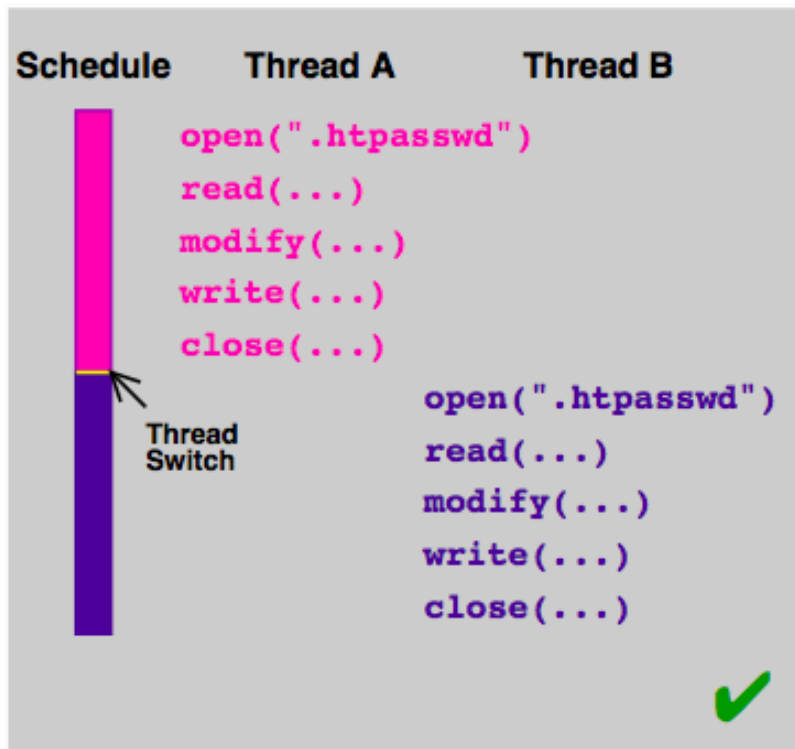 Schedule Thread A Thread B
open(".htpasswd")
read(...)
modify(...)
write(...)
close(...)
Thread
Switch
open(".htpasswd")
read(...)
modify(...)
write(...)
close(...)